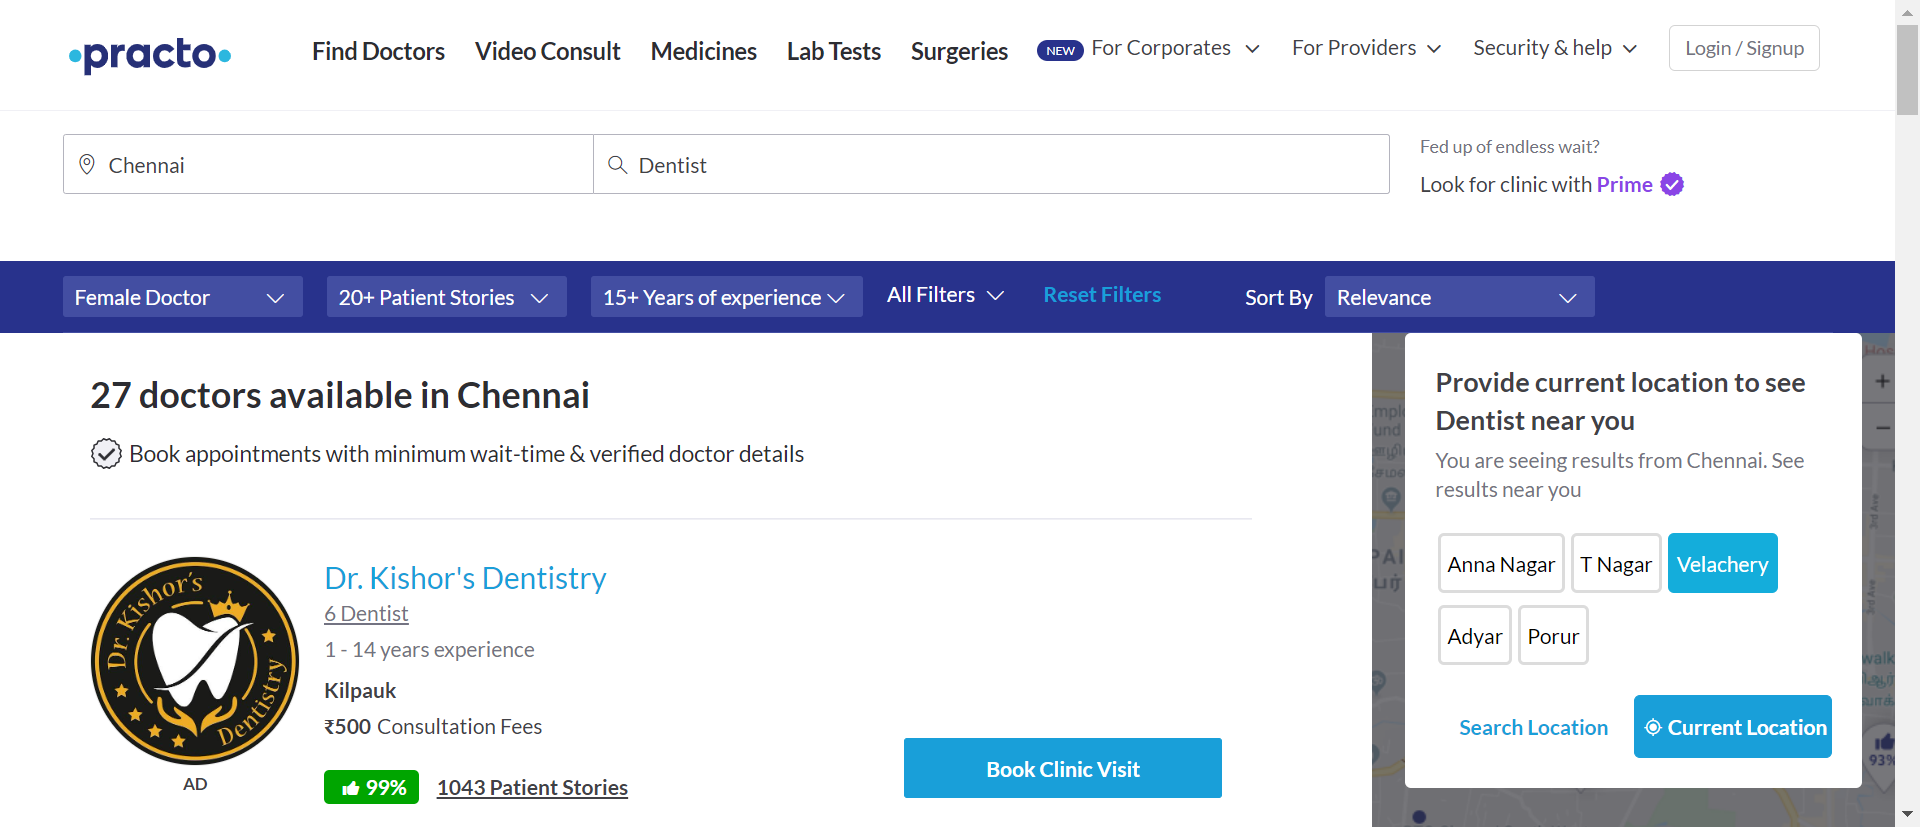 practo
Find Doctors
Video Consult
Medicines
Lab Tests
Surgeries
NEW
For Corporates
For Providers
Security & help
Login / Signup
Chennai
Dentist
Fed up of endless wait?
Look for clinic with Prime
Female Doctor
20+ Patient Stories
15+ Years of experience
All Filters
Reset Filters
Sort By
Relevance
27 doctors available in Chennai
Book appointments with minimum wait-time & verified doctor details
Dr. Kishor's Dentistry
AD
Dr. Kishor's Dentistry
6 Dentist
1 - 14 years experience
Kilpauk
₹500 Consultation Fees
99%
1043 Patient Stories
Book Clinic Visit
Provide current location to see
Dentist near you
You are seeing results from Chennai. See
results near you
Anna Nagar
T Nagar
Velachery
Adyar
Porur
Search Location
Current Location
3rd Ave
3rd Ave
93%